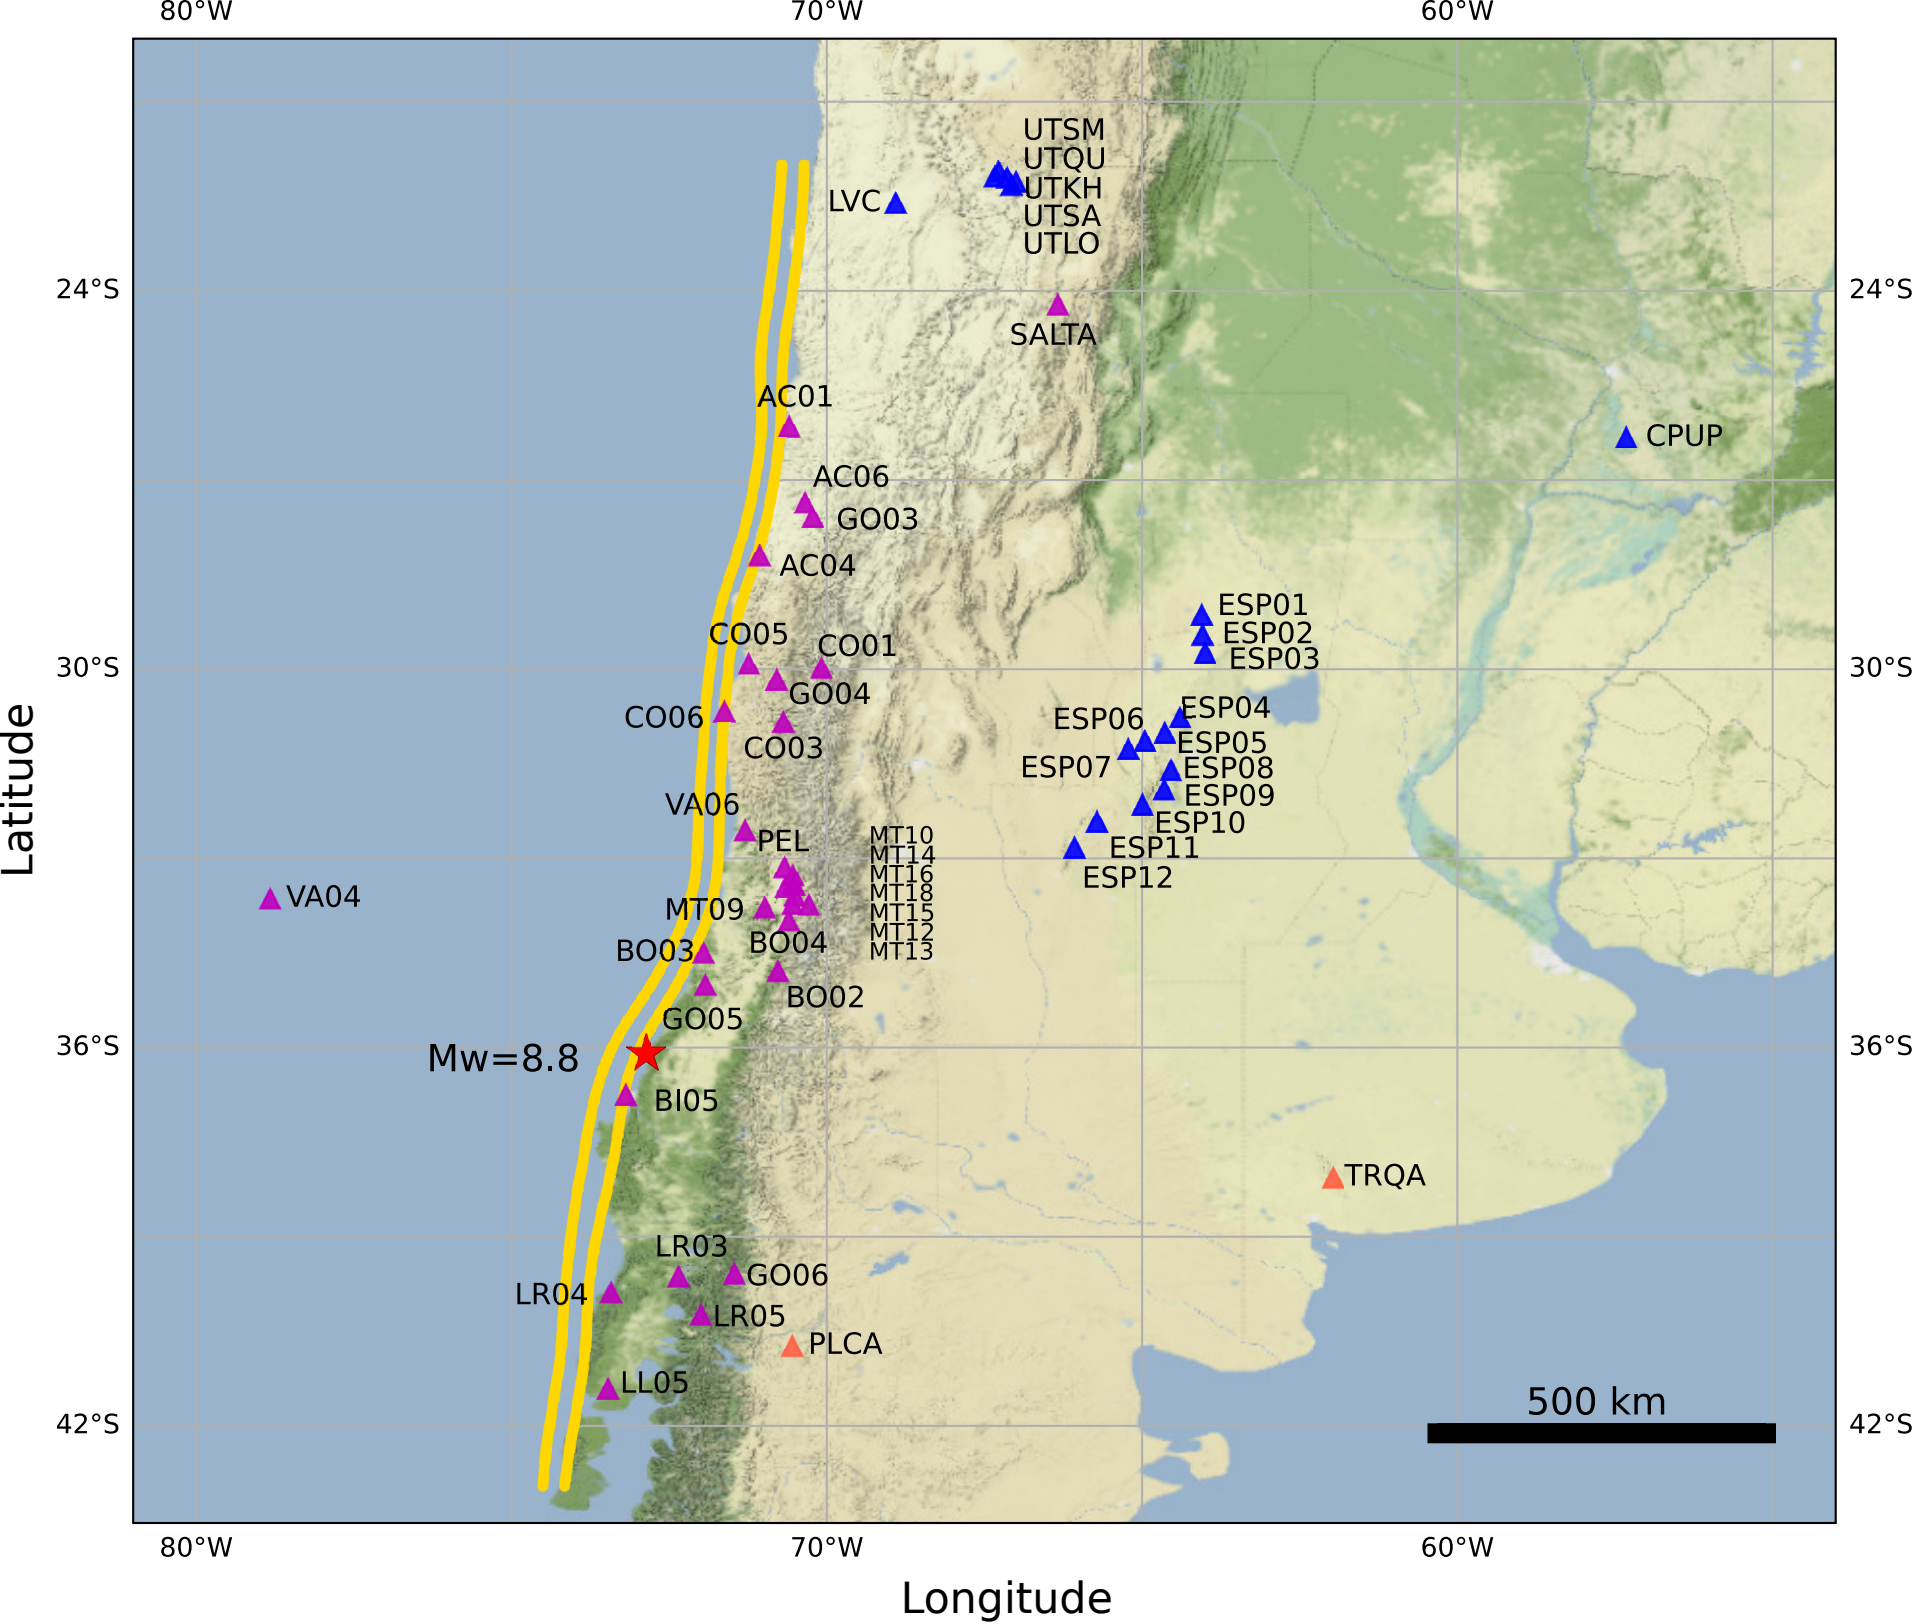 80°W
70°W
60°W
UTSM
UTQU
UTKH
UTSA
UTLO
LVC
24°S
24°S
SALTA
AC01
CPUP
AC06
GO03
AC04
ESP01
ESP02
ESP03
CO05
CO01
30°S
30°S
GO04
CO06
CO03
ESP04
ESP06
ESP05
ESP07
ESP08
ESP09
ESP10
ESP11
ESP12
VA06
PEL
MT10
MT14
MT16
MT18
MT15
MT12
MT13
VA04
MT09
BO04
BO03
BO02
GO05
36°S
36°S
Mw=8.8
BI05
TRQA
LR03
GO06
LR04
LR05
PLCA
LL05
500 km
42°S
42°S
80°W
70°W
60°W
Latitude
Longitude